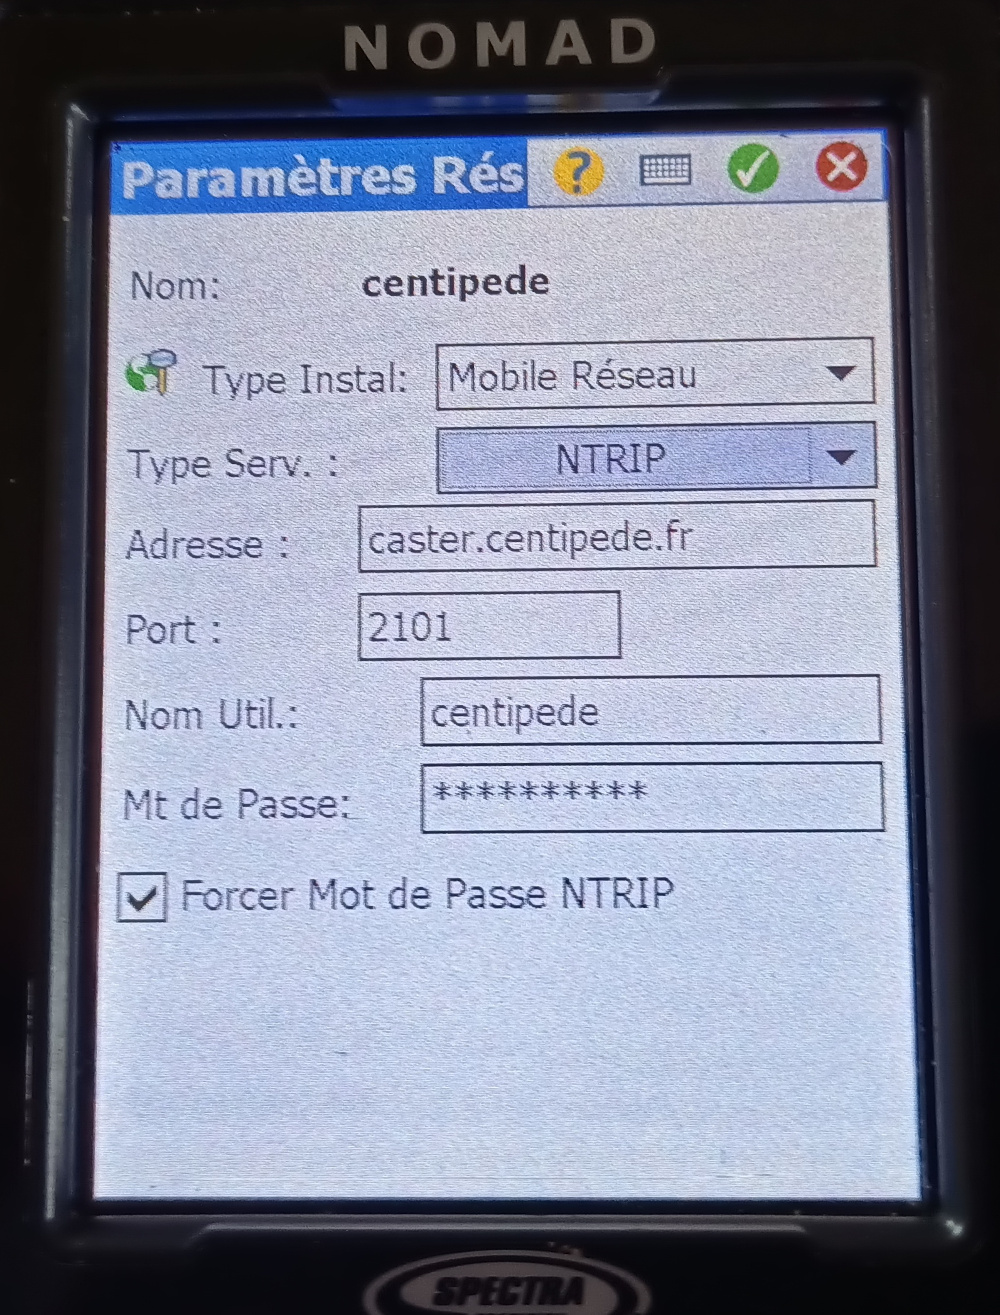 NOMAD
Paramètres Rés
Nom: centipede
Type Instal: Mobile Réseau
Type Serv. : NTRIP
Adresse : caster.centipede.fr
Port : 2101
Nom Util.: centipede
Mt de Passe: **********
Forcer Mot de Passe NTRIP
SPECTRA